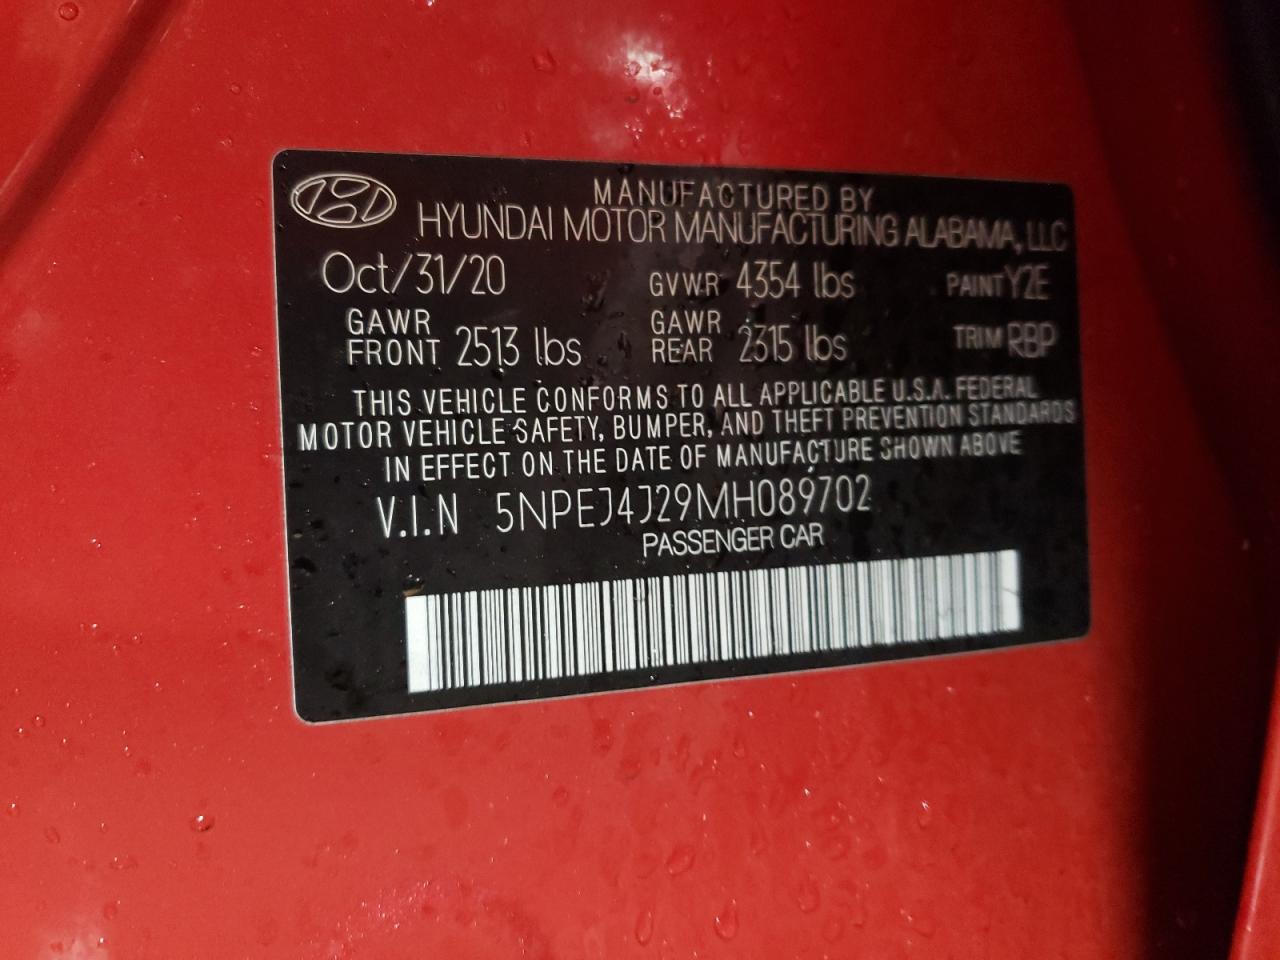 MANUFACTURED BY
HYUNDAI MOTOR MANUFACTURING ALABAMA, LLC
Oct/31/20 GVWR 4354 lbs PAINT Y2E
GAWR FRONT 2513 lbs GAWR REAR 2315 lbs TRIM RBP
THIS VEHICLE CONFORMS TO ALL APPLICABLE U.S.A. FEDERAL
MOTOR VEHICLE SAFETY, BUMPER, AND THEFT PREVENTION STANDARDS
IN EFFECT ON THE DATE OF MANUFACTURE SHOWN ABOVE
V.I.N 5NPEJ4J29MH089702
PASSENGER CAR